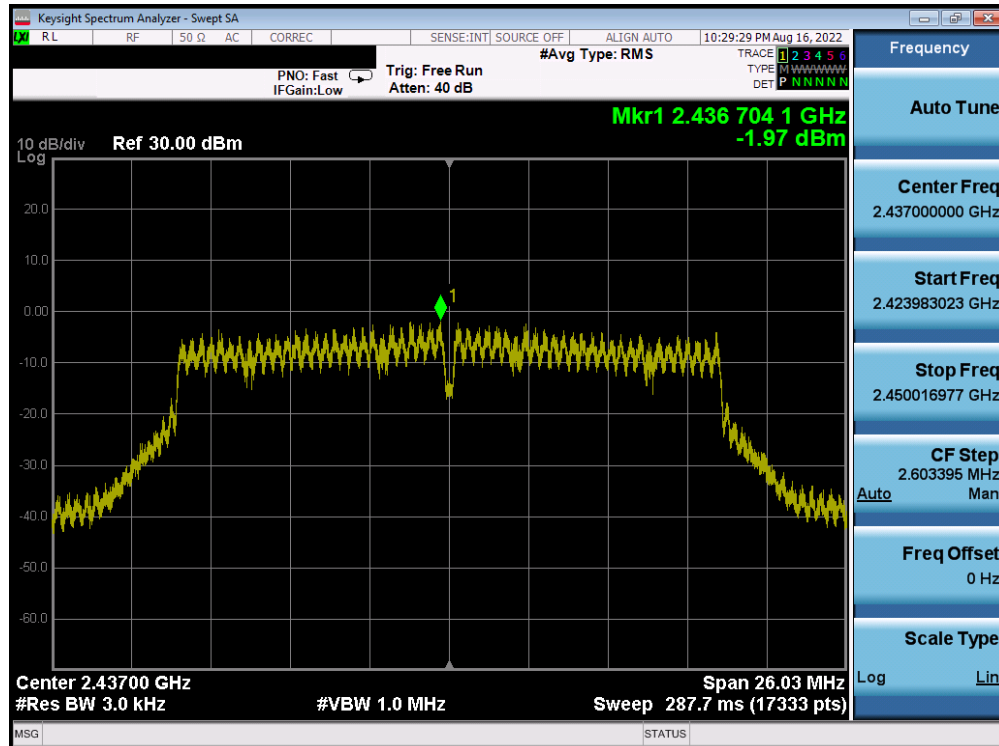 Keysight Spectrum Analyzer - Swept SA
LXI RL RF 50 Ω AC CORREC SENSE:INT SOURCE OFF ALIGN AUTO 10:29:29 PM Aug 16, 2022
#Avg Type: RMS
TRACE 1 2 3 4 5 6
PNO: Fast Trig: Free Run
TYPE M W W W W W
IFGain:Low Atten: 40 dB
DET P N N N N N
Mkr1 2.436 704 1 GHz
-1.97 dBm
10 dB/div Ref 30.00 dBm
Log
20.0
10.0
1
0.00
-10.0
-20.0
-30.0
-40.0
-50.0
-60.0
Center 2.43700 GHz Span 26.03 MHz
#Res BW 3.0 kHz #VBW 1.0 MHz Sweep 287.7 ms (17333 pts)
MSG STATUS
Frequency
Auto Tune
Center Freq
2.437000000 GHz
Start Freq
2.423983023 GHz
Stop Freq
2.450016977 GHz
CF Step
2.603395 MHz
Auto Man
Freq Offset
0 Hz
Scale Type
Log Lin